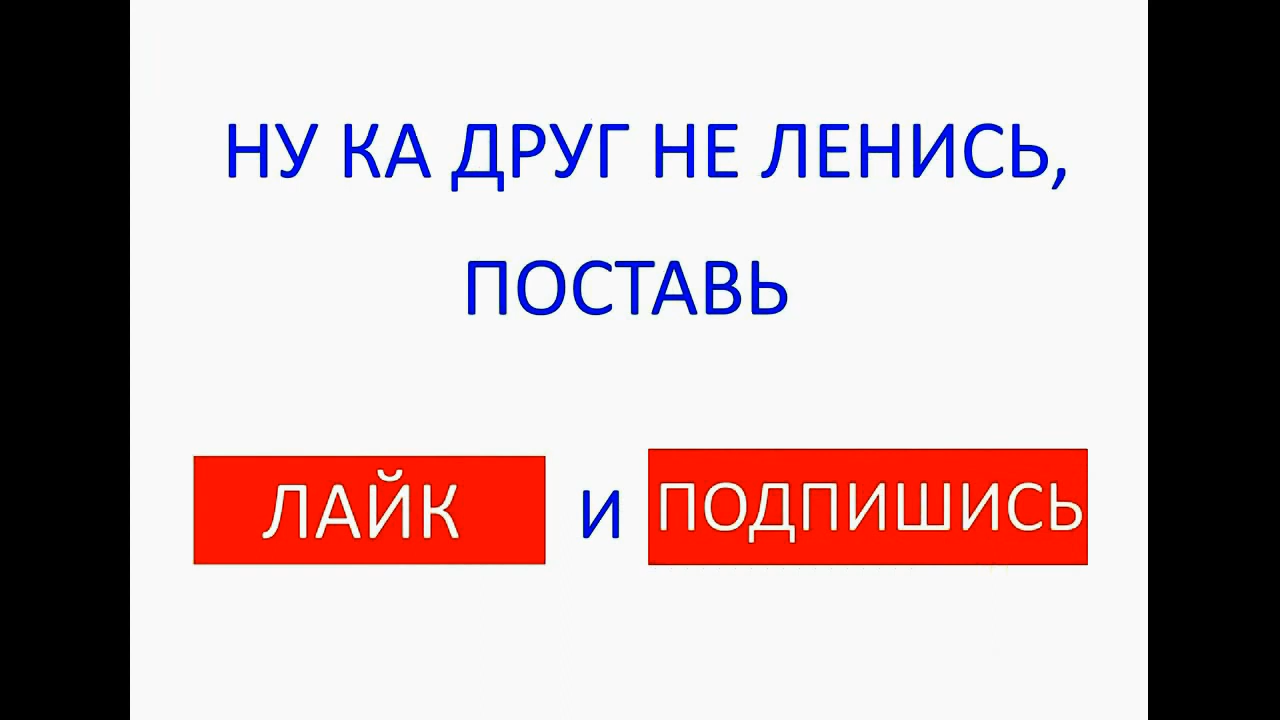 НУ КА ДРУГ НЕ ЛЕНИСЬ,
ПОСТАВЬ
ЛАЙК И ПОДПИШИСЬ